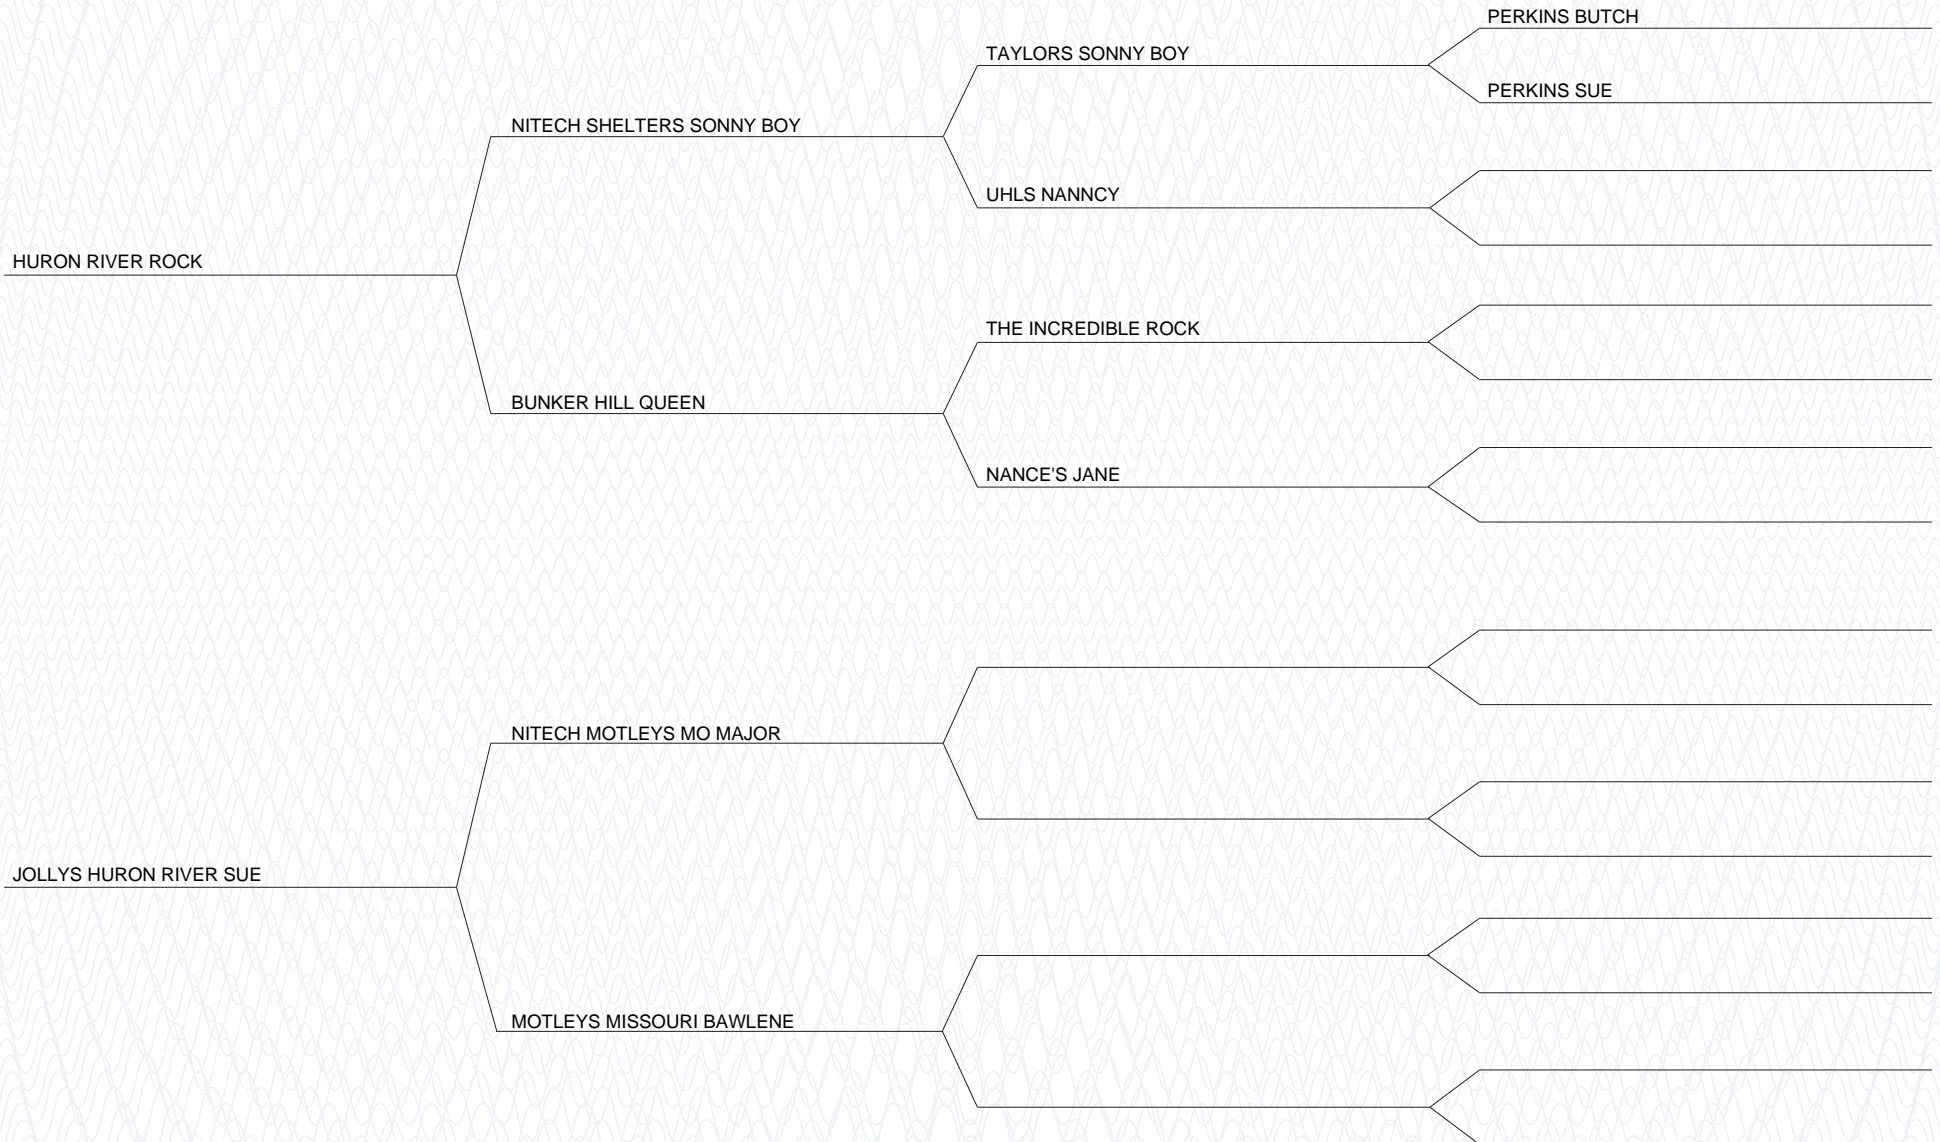 PERKINS BUTCH
TAYLORS SONNY BOY
PERKINS SUE
NITECH SHELTERS SONNY BOY
UHLS NANNCY
HURON RIVER ROCK
THE INCREDIBLE ROCK
BUNKER HILL QUEEN
NANCE'S JANE
NITECH MOTLEYS MO MAJOR
JOLLYS HURON RIVER SUE
MOTLEYS MISSOURI BAWLENE